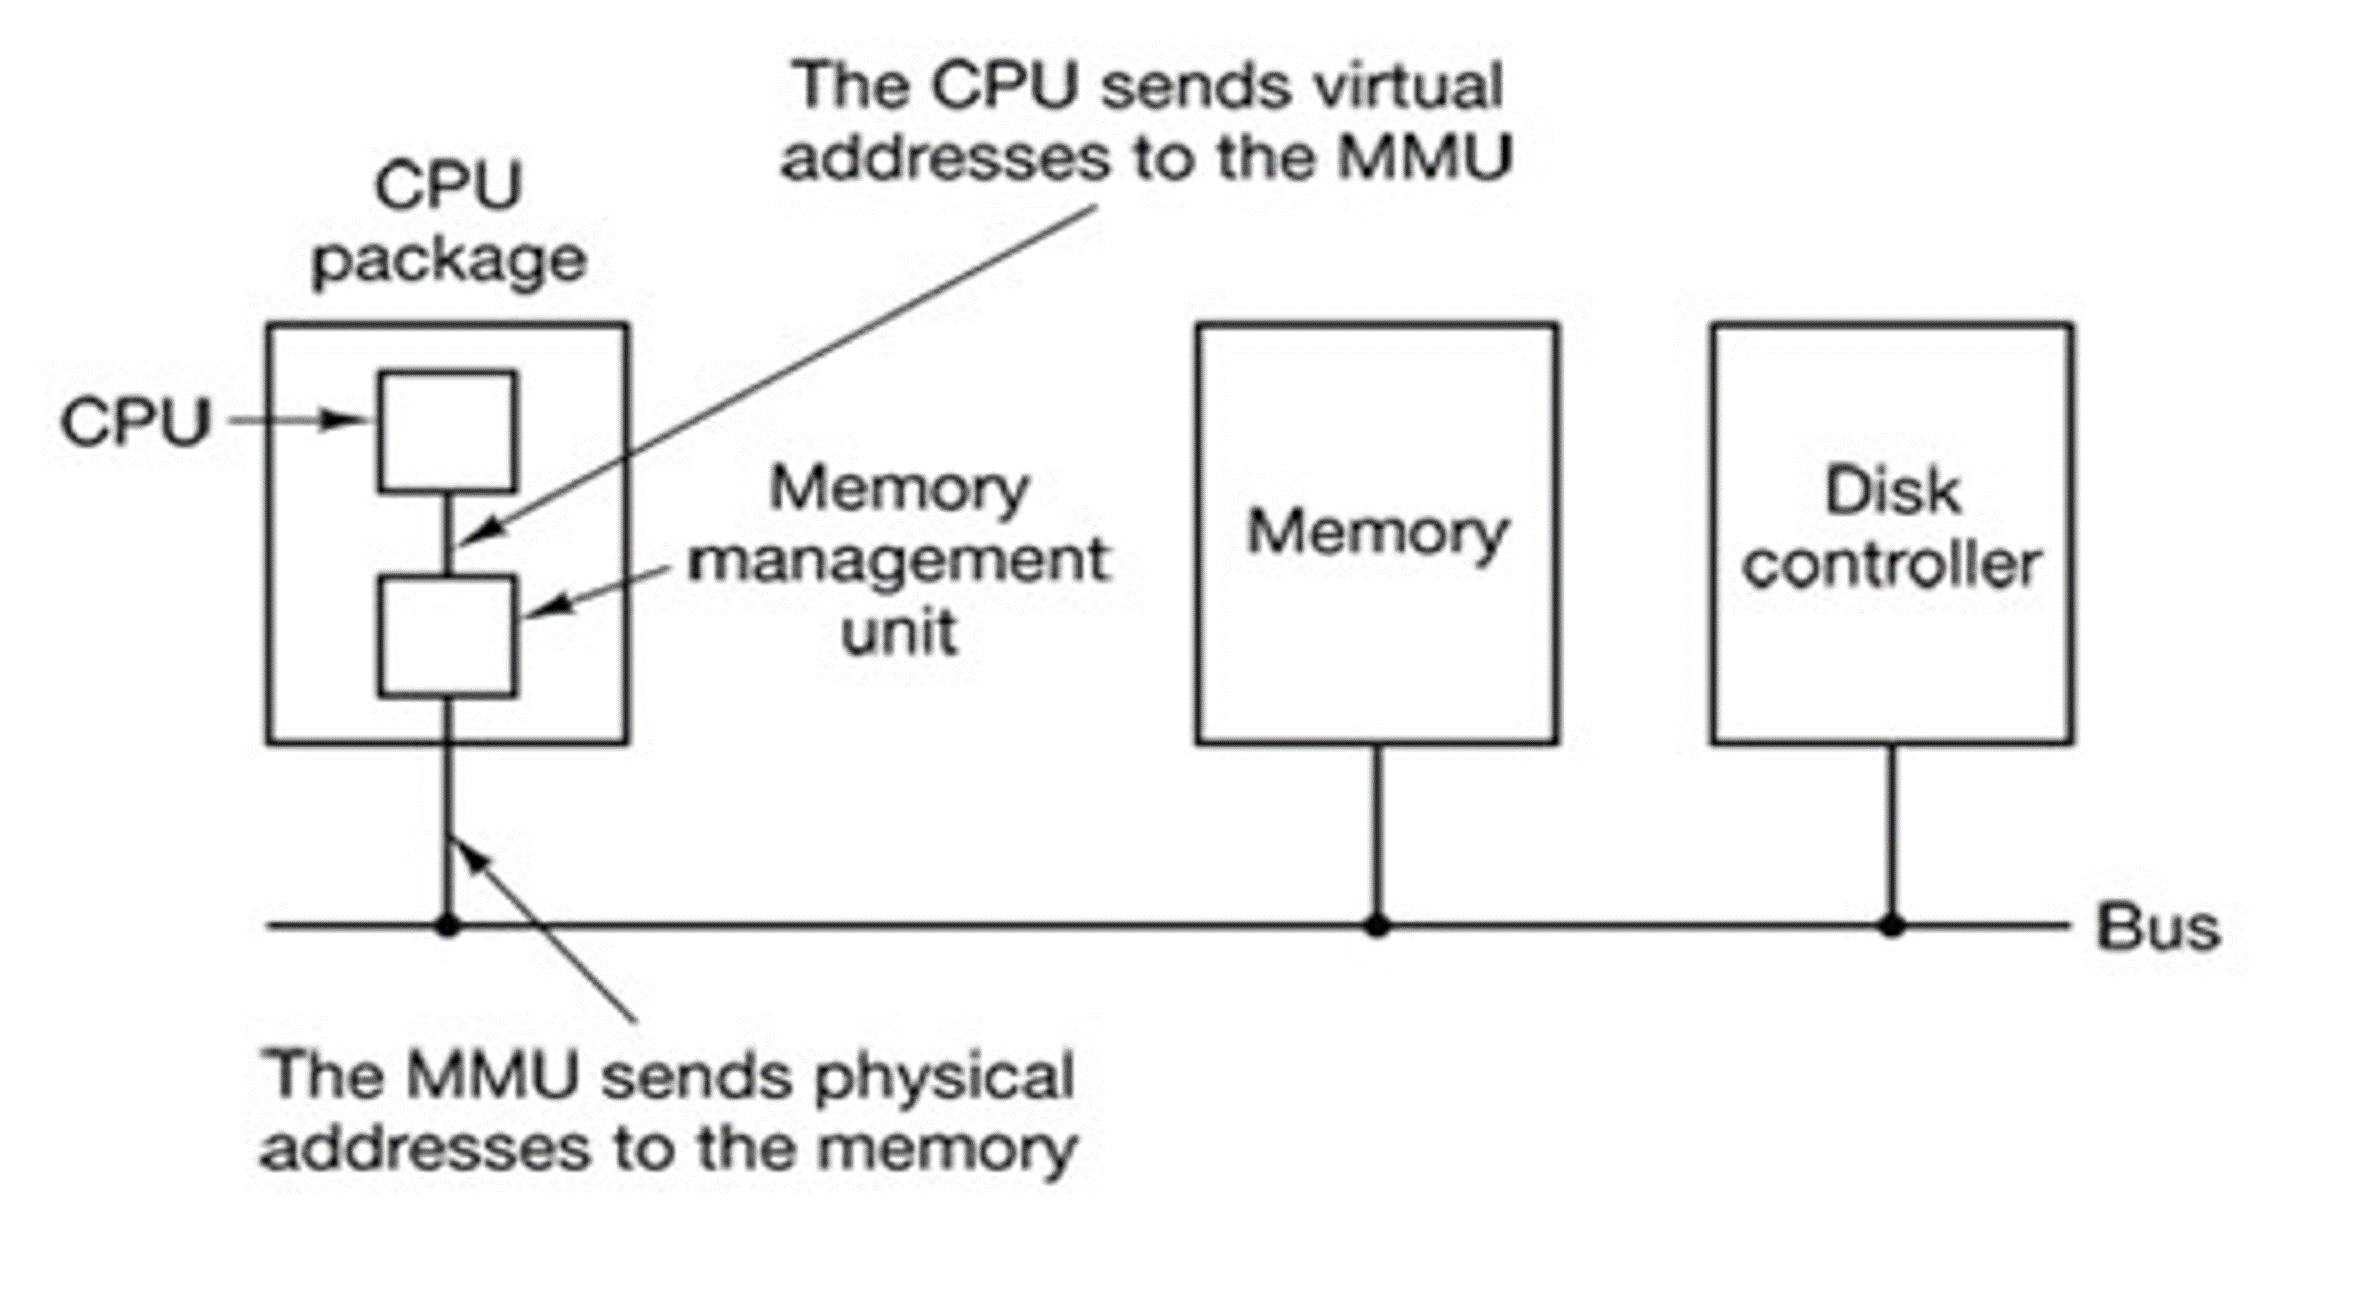 The CPU sends virtual
addresses to the MMU
CPU
package
CPU
Memory
management
unit
Memory
Disk
controller
Bus
The MMU sends physical
addresses to the memory